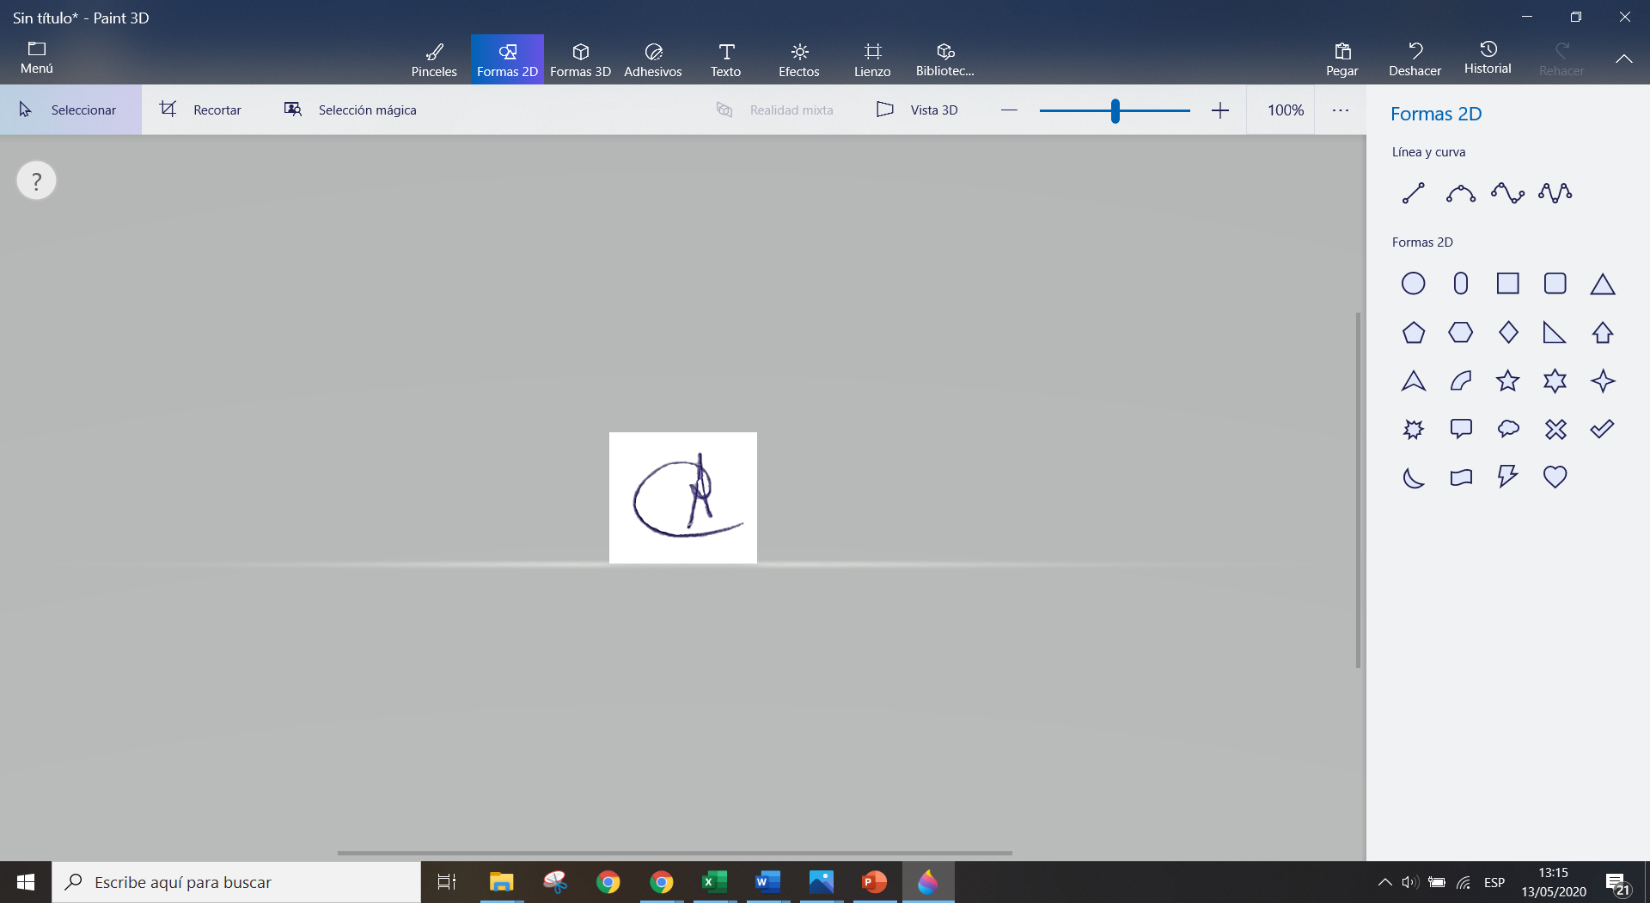 Sin título* - Paint 3D
Menú
Pinceles
Formas 2D
Formas 3D
Adhesivos
Texto
Efectos
Lienzo
Bibliotec...
Pegar
Deshacer
Historial
Rehacer
Seleccionar
Recortar
Selección mágica
Realidad mixta
Vista 3D
100%
...
Formas 2D
Línea y curva
Formas 2D
?
Escribe aquí para buscar
ESP
13:15
13/05/2020
21